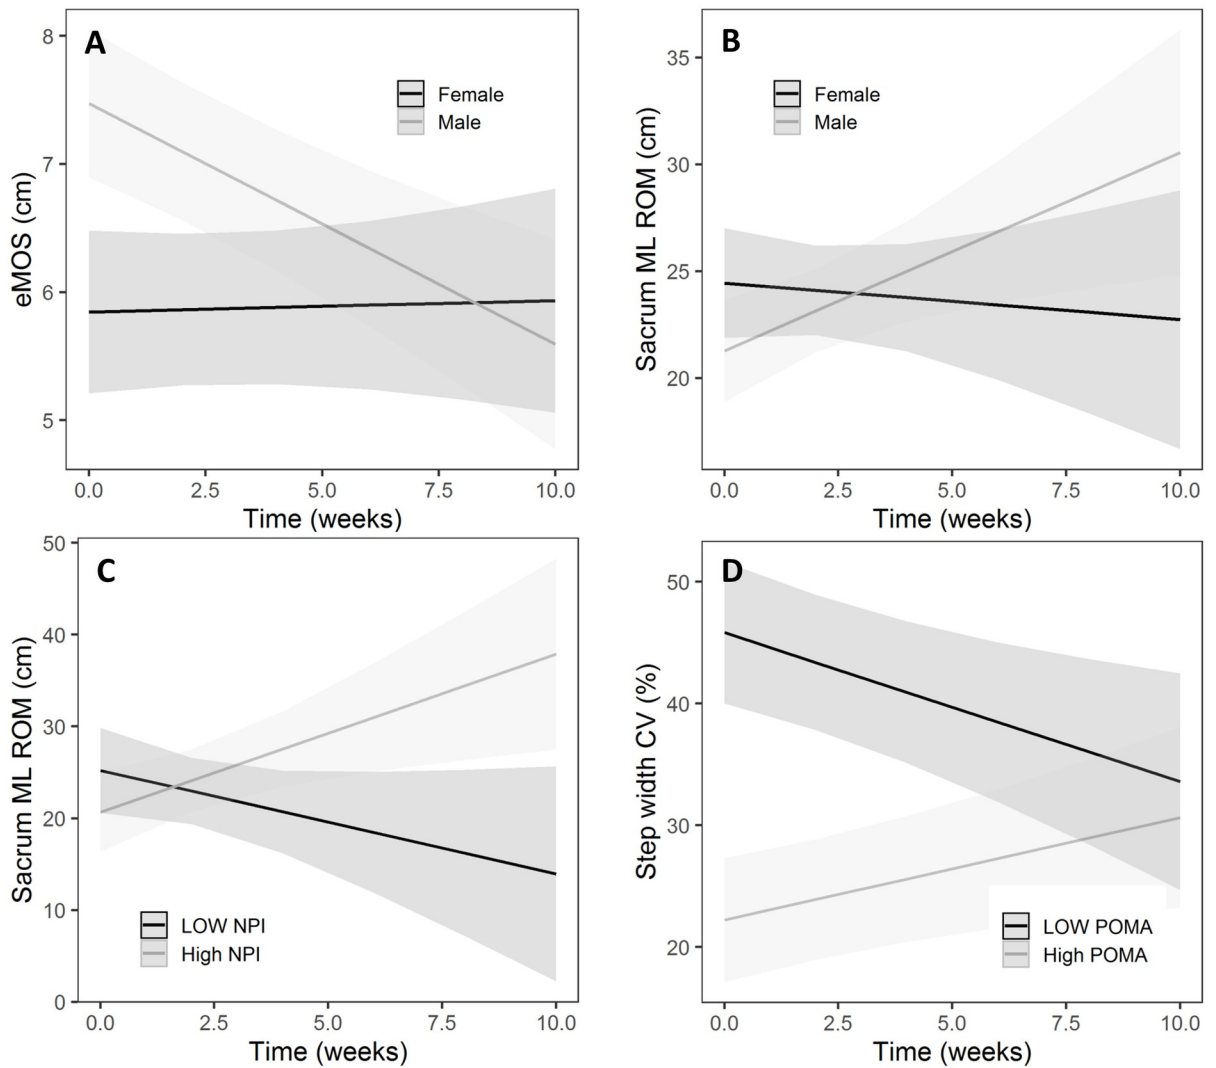 A
Female
Male
8
7
6
5
eMOS (cm)
0.0 2.5 5.0 7.5 10.0
Time (weeks)
B
Female
Male
35
30
25
20
Sacrum ML ROM (cm)
0.0 2.5 5.0 7.5 10.0
Time (weeks)
C
50
40
30
20
10
0
Sacrum ML ROM (cm)
LOW NPI
High NPI
0.0 2.5 5.0 7.5 10.0
Time (weeks)
D
50
40
30
20
Step width CV (%)
LOW POMA
High POMA
0.0 2.5 5.0 7.5 10.0
Time (weeks)